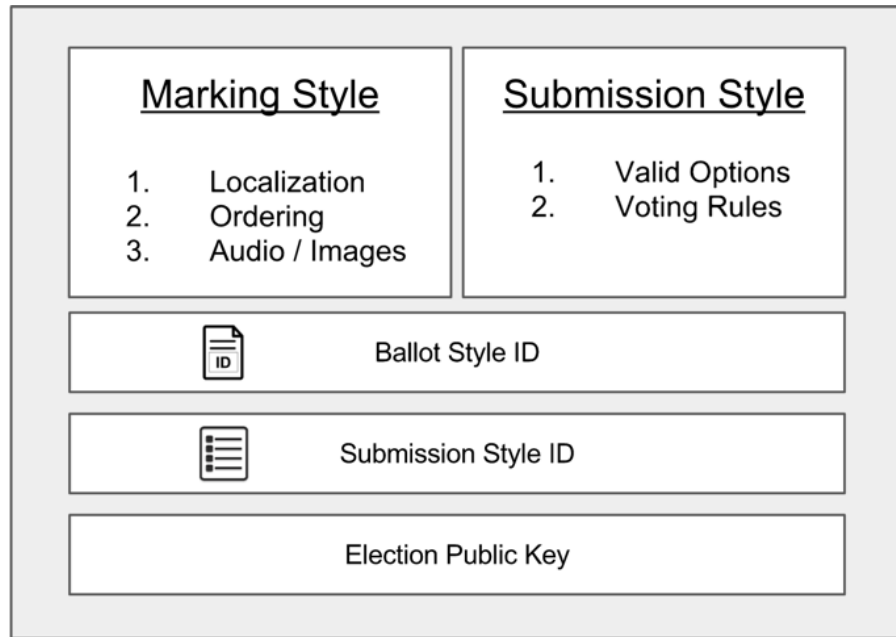 Marking Style
1. Localization
2. Ordering
3. Audio / Images
Submission Style
1. Valid Options
2. Voting Rules
ID
Ballot Style ID
Submission Style ID
Election Public Key